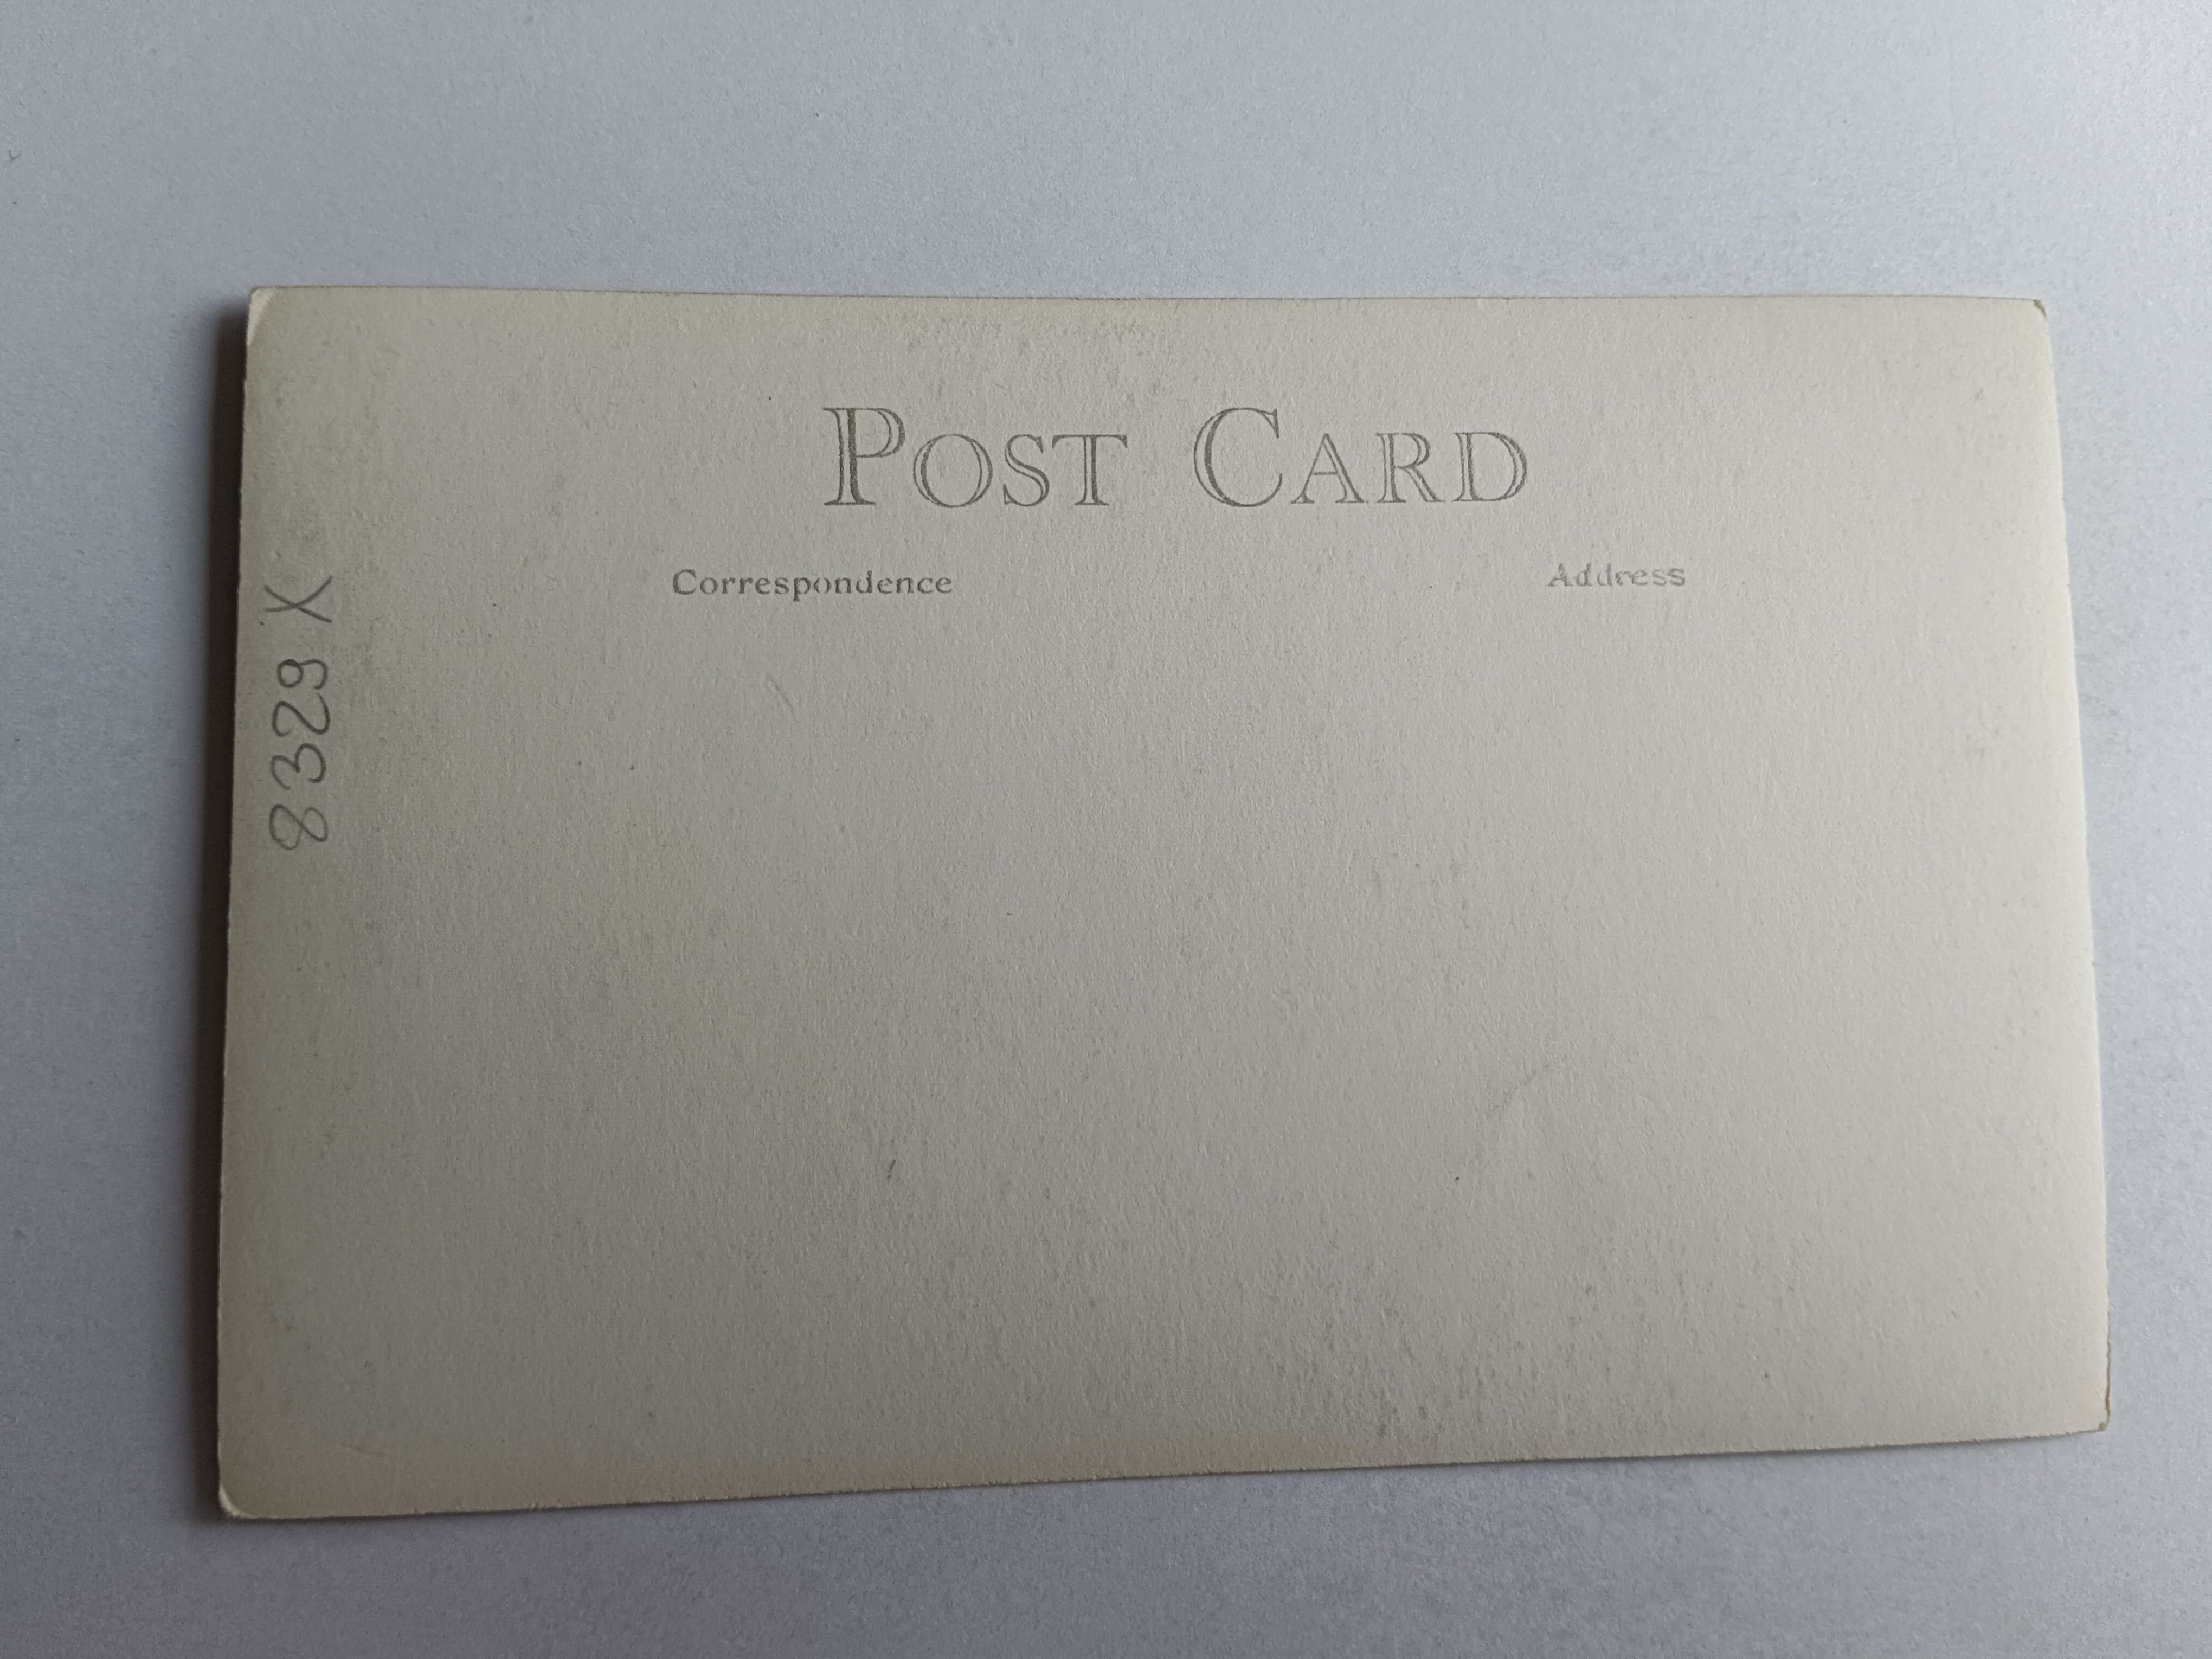 POST CARD
Correspondence Address
8329 X